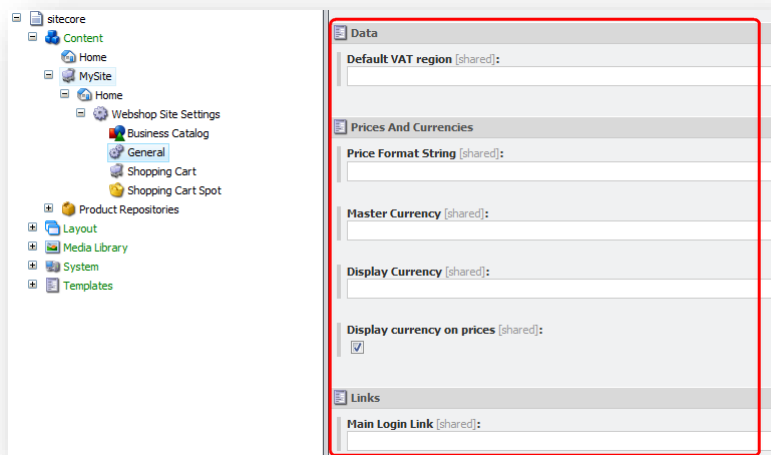 sitecore
Content
Home
MySite
Home
Webshop Site Settings
Business Catalog
General
Shopping Cart
Shopping Cart Spot
Product Repositories
Layout
Media Library
System
Templates
Data
Default VAT region [shared]:
Prices And Currencies
Price Format String [shared]:
Master Currency [shared]:
Display Currency [shared]:
Display currency on prices [shared]:
Links
Main Login Link [shared]: